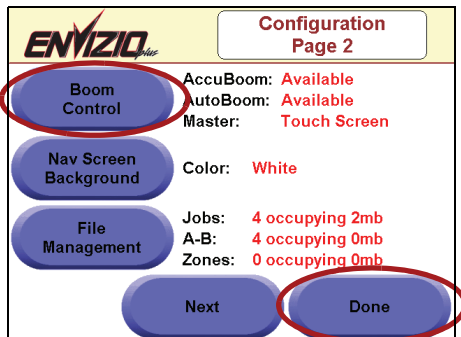 ENVIZIO plus
Configuration
Page 2
Boom
Control
AccuBoom: Available
AutoBoom: Available
Master: Touch Screen
Nav Screen
Background
Color: White
File
Management
Jobs: 4 occupying 2mb
A-B: 4 occupying 0mb
Zones: 0 occupying 0mb
Next
Done